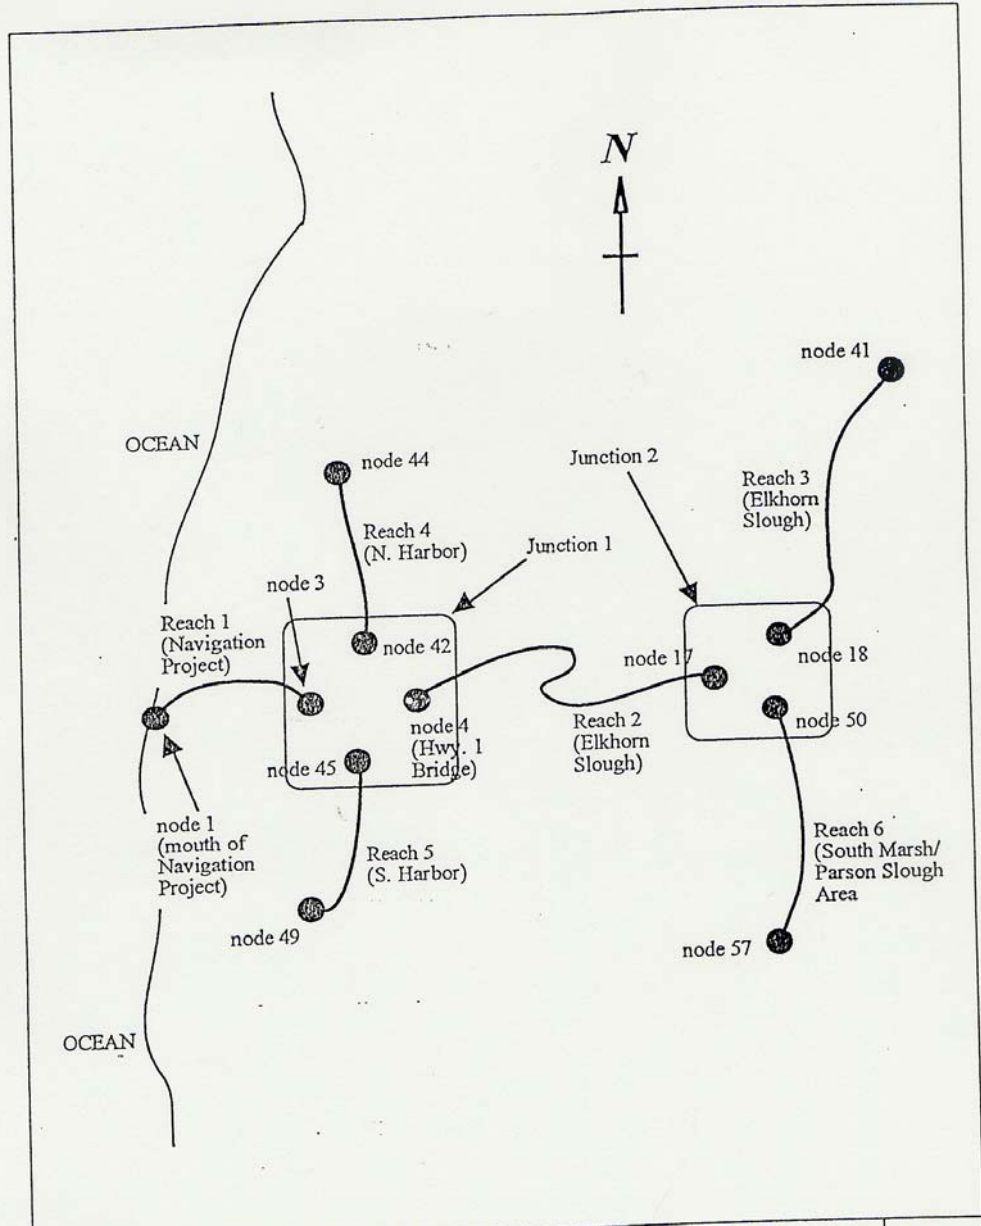 N
node 41
OCEAN
node 44
Junction 2
Reach 3
(Elkhorn
Slough)
Reach 4
(N. Harbor)
Junction 1
node 3
Reach 1
(Navigation
Project)
node 42
node 17
node 18
node 4
(Hwy. 1
Bridge)
Reach 2
(Elkhorn
Slough)
node 50
node 45
node 1
(mouth of
Navigation
Project)
Reach 5
(S. Harbor)
Reach 6
(South Marsh/
Parson Slough
Area
node 49
node 57
OCEAN